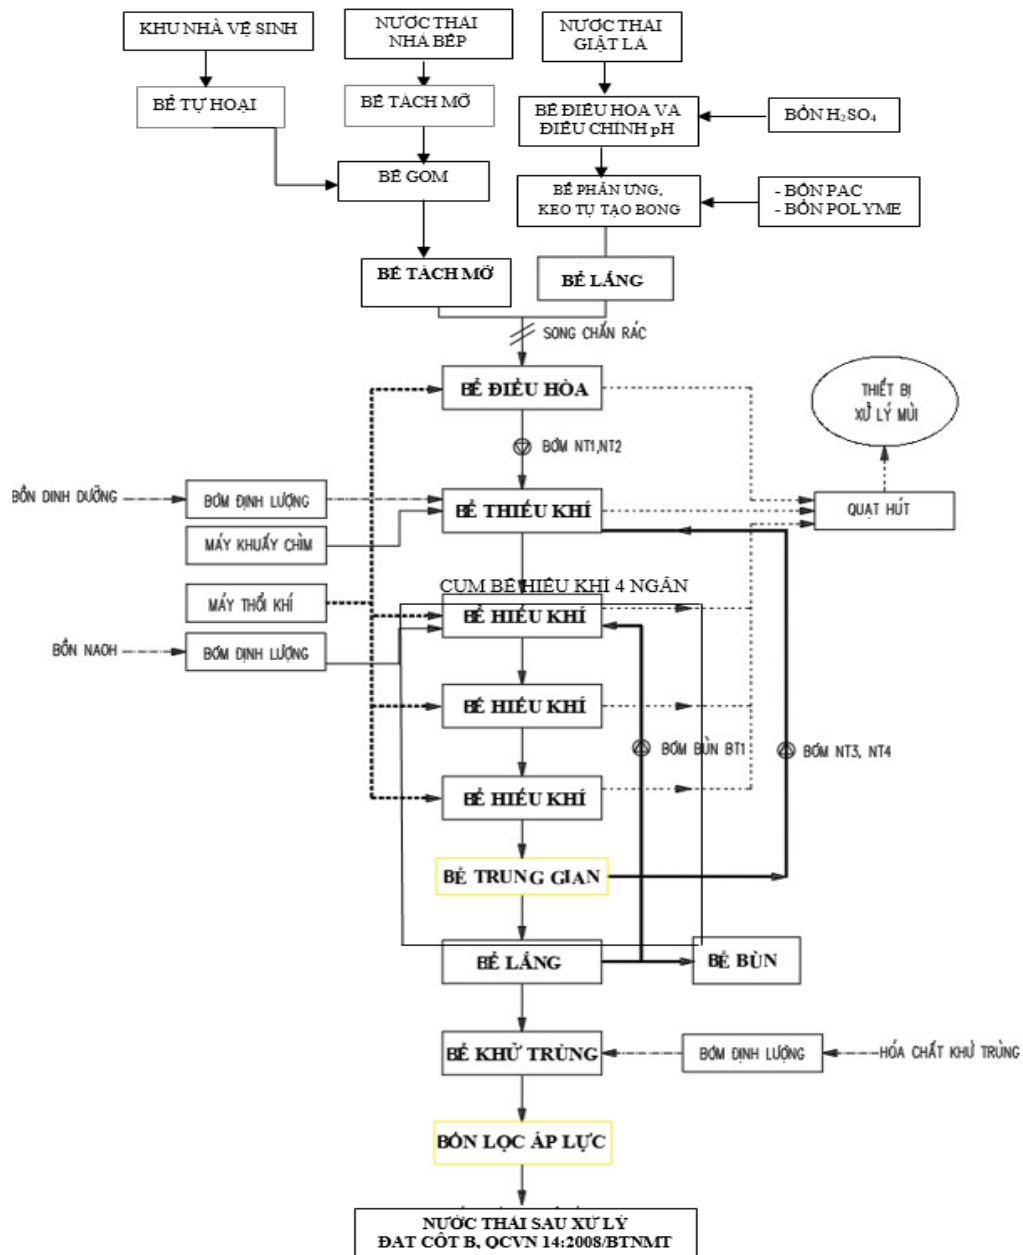 KHU NHÀ VỆ SINH
NƯỚC THẢI
NHÀ BẾP
NƯỚC THẢI
GIẶT LÀ
BỂ TỰ HOẠI
BỂ TÁCH MỠ
BỂ ĐIỀU HÒA VÀ
ĐIỀU CHỈNH pH
BỒN H₂SO₄
BỂ GOM
BỂ PHẢN ỨNG,
KEO TỤ TẠO BÔNG
- BỒN PAC
- BỒN POLYME
BỂ TÁCH MỠ
BỂ LẮNG
SONG CHẮN RÁC
BỂ ĐIỀU HÒA
THIẾT BỊ
XỬ LÝ MÙI
BƠM NT1,NT2
BỒN DINH DƯỠNG
BƠM ĐỊNH LƯỢNG
BỂ THIẾU KHÍ
QUẠT HÚT
MÁY KHUẤY CHÌM
CỤM BỂ HIẾU KHÍ 4 NGĂN
MÁY THỔI KHÍ
BỂ HIẾU KHÍ
BỒN NAOH
BƠM ĐỊNH LƯỢNG
BỂ HIẾU KHÍ
BƠM BÙN BT1
BƠM NT3, NT4
BỂ HIẾU KHÍ
BỂ TRUNG GIAN
BỂ LẮNG
BỂ BÙN
BỂ KHỬ TRÙNG
BƠM ĐỊNH LƯỢNG
HÓA CHẤT KHỬ TRÙNG
BỒN LỌC ÁP LỰC
NƯỚC THẢI SAU XỬ LÝ
ĐẠT CỘT B, QCVN 14:2008/BTNMT